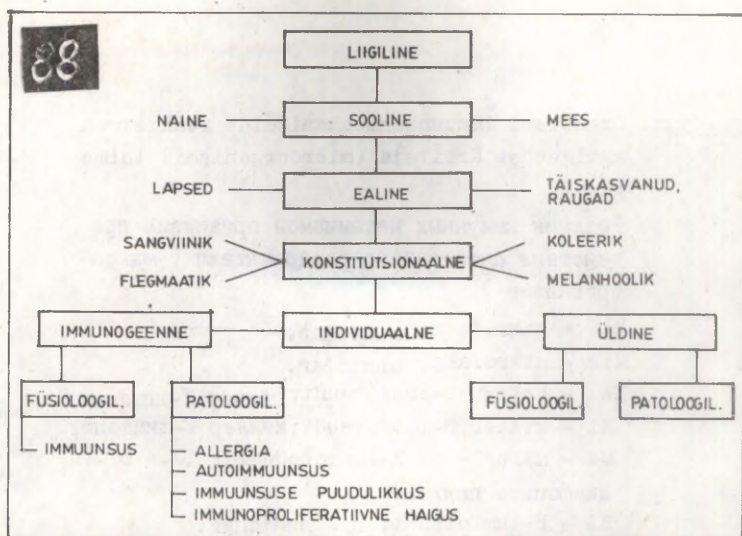 88
LIIGILINE
NAINE SOOLINE MEES
LAPSED EALINE TÄISKASVANUD,
RAUGAD
SANGVIINIK KOLEERIK
KONSTITUTSIONAALNE
FLEGMAATIK MELANHOOLIK
IMMUNOGEENNE INDIVIDUAALNE ÜLDINE
FÜSIOLOOGIL. PATOLOOGIL. FÜSIOLOOGIL. PATOLOOGIL.
IMMUUNSUS ALLERGIA
AUTOIMMUUNSUS
IMMUUNSUSE PUUDULIKKUS
IMMUNOPROLIFERATIIVNE HAIGUS